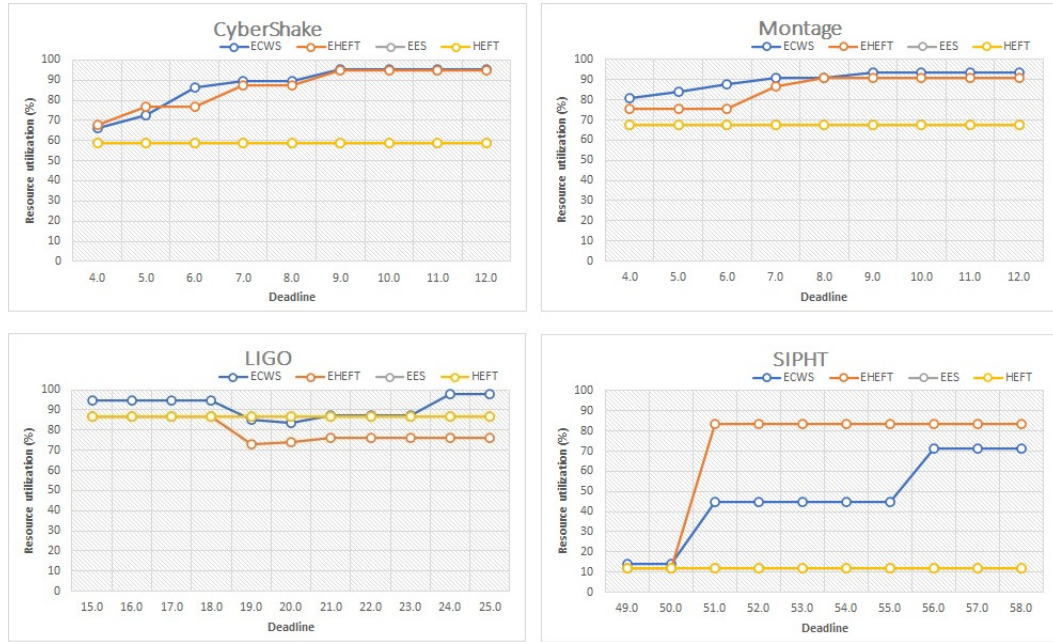 CyberShake
ECWS EHEFT EES HEFT
Resource utilization (%)
100
90
80
70
60
50
40
30
20
10
0
4.0 5.0 6.0 7.0 8.0 9.0 10.0 11.0 12.0
Deadline
Montage
ECWS EHEFT EES HEFT
Resource utilization (%)
100
90
80
70
60
50
40
30
20
10
0
4.0 5.0 6.0 7.0 8.0 9.0 10.0 11.0 12.0
Deadline
LIGO
ECWS EHEFT EES HEFT
Resource utilization (%)
100
90
80
70
60
50
40
30
20
10
0
15.0 16.0 17.0 18.0 19.0 20.0 21.0 22.0 23.0 24.0 25.0
Deadline
SIPHT
ECWS EHEFT EES HEFT
Resource utilization (%)
100
90
80
70
60
50
40
30
20
10
0
49.0 50.0 51.0 52.0 53.0 54.0 55.0 56.0 57.0 58.0
Deadline